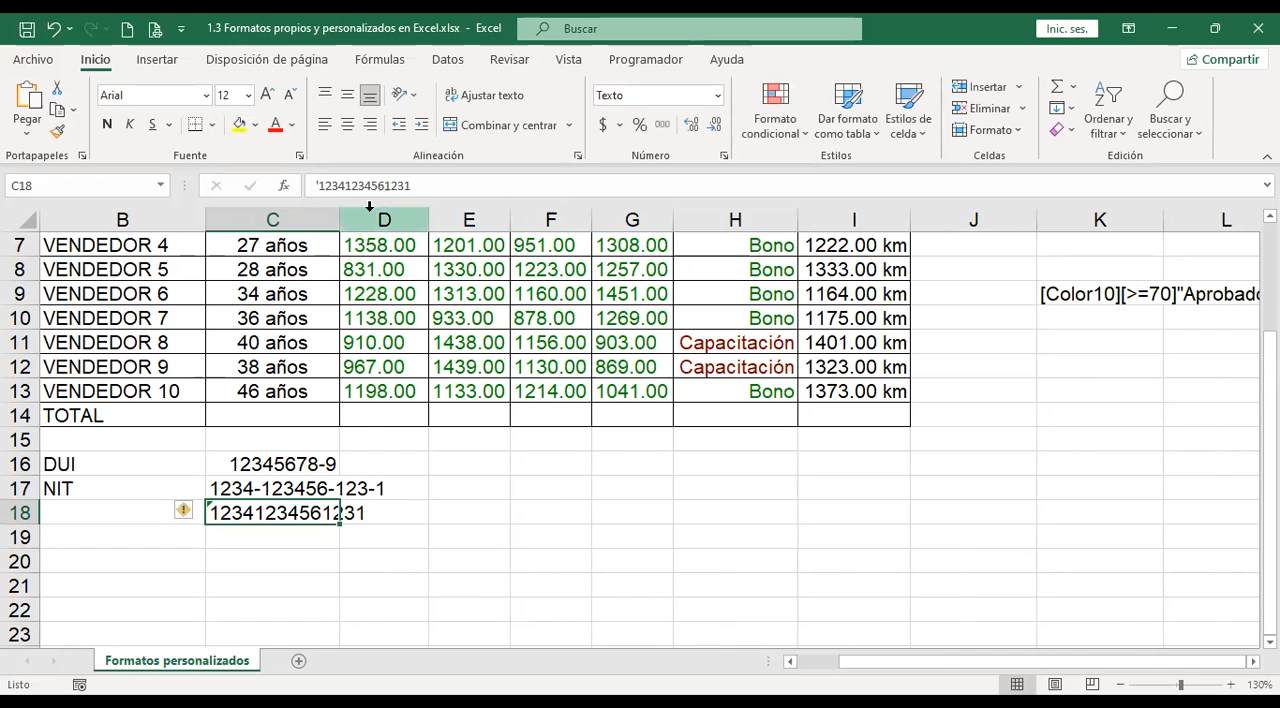 1.3 Formatos propios y personalizados en Excel.xlsx - Excel
Buscar
Inic. ses.
Archivo Inicio Insertar Disposición de página Fórmulas Datos Revisar Vista Programador Ayuda
Compartir
Pegar
Portapapeles
Arial 12
N K S
Fuente
Ajustar texto
Combinar y centrar
Alineación
Texto
$ % 000
Número
Formato condicional
Dar formato como tabla
Estilos de celda
Estilos
Insertar
Eliminar
Formato
Celdas
Ordenar y filtrar
Buscar y seleccionar
Edición
C18 fx '12341234561231
B C D E F G H I J K L
7 VENDEDOR 4 27 años 1358.00 1201.00 951.00 1308.00 Bono 1222.00 km
8 VENDEDOR 5 28 años 831.00 1330.00 1223.00 1257.00 Bono 1333.00 km
9 VENDEDOR 6 34 años 1228.00 1313.00 1160.00 1451.00 Bono 1164.00 km [Color10][>=70]"Aprobado
10 VENDEDOR 7 36 años 1138.00 933.00 878.00 1269.00 Bono 1175.00 km
11 VENDEDOR 8 40 años 910.00 1438.00 1156.00 903.00 Capacitación 1401.00 km
12 VENDEDOR 9 38 años 967.00 1439.00 1130.00 869.00 Capacitación 1323.00 km
13 VENDEDOR 10 46 años 1198.00 1133.00 1214.00 1041.00 Bono 1373.00 km
14 TOTAL
15
16 DUI 12345678-9
17 NIT 1234-123456-123-1
18 12341234561231
19
20
21
22
23
Formatos personalizados
Listo
130%